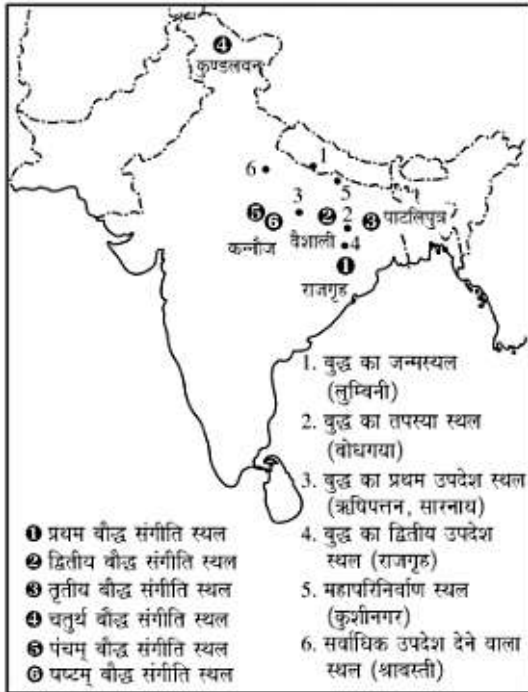 ❹
कुण्डलवन
1
6
5
3
❺
❻
❷
2
❸
पाटलिपुत्र
कन्नौज
वैशाली
4
❶
राजगृह
1. बुद्ध का जन्मस्थल
(लुम्बिनी)
2. बुद्ध का तपस्या स्थल
(बोधगया)
3. बुद्ध का प्रथम उपदेश स्थल
(ऋषिपत्तन, सारनाथ)
4. बुद्ध का द्वितीय उपदेश
स्थल (राजगृह)
5. महापरिनिर्वाण स्थल
(कुशीनगर)
6. सर्वाधिक उपदेश देने वाला
स्थल (श्रावस्ती)
❶ प्रथम बौद्ध संगीति स्थल
❷ द्वितीय बौद्ध संगीति स्थल
❸ तृतीय बौद्ध संगीति स्थल
❹ चतुर्थ बौद्ध संगीति स्थल
❺ पंचम् बौद्ध संगीति स्थल
❻ षष्टम् बौद्ध संगीति स्थल